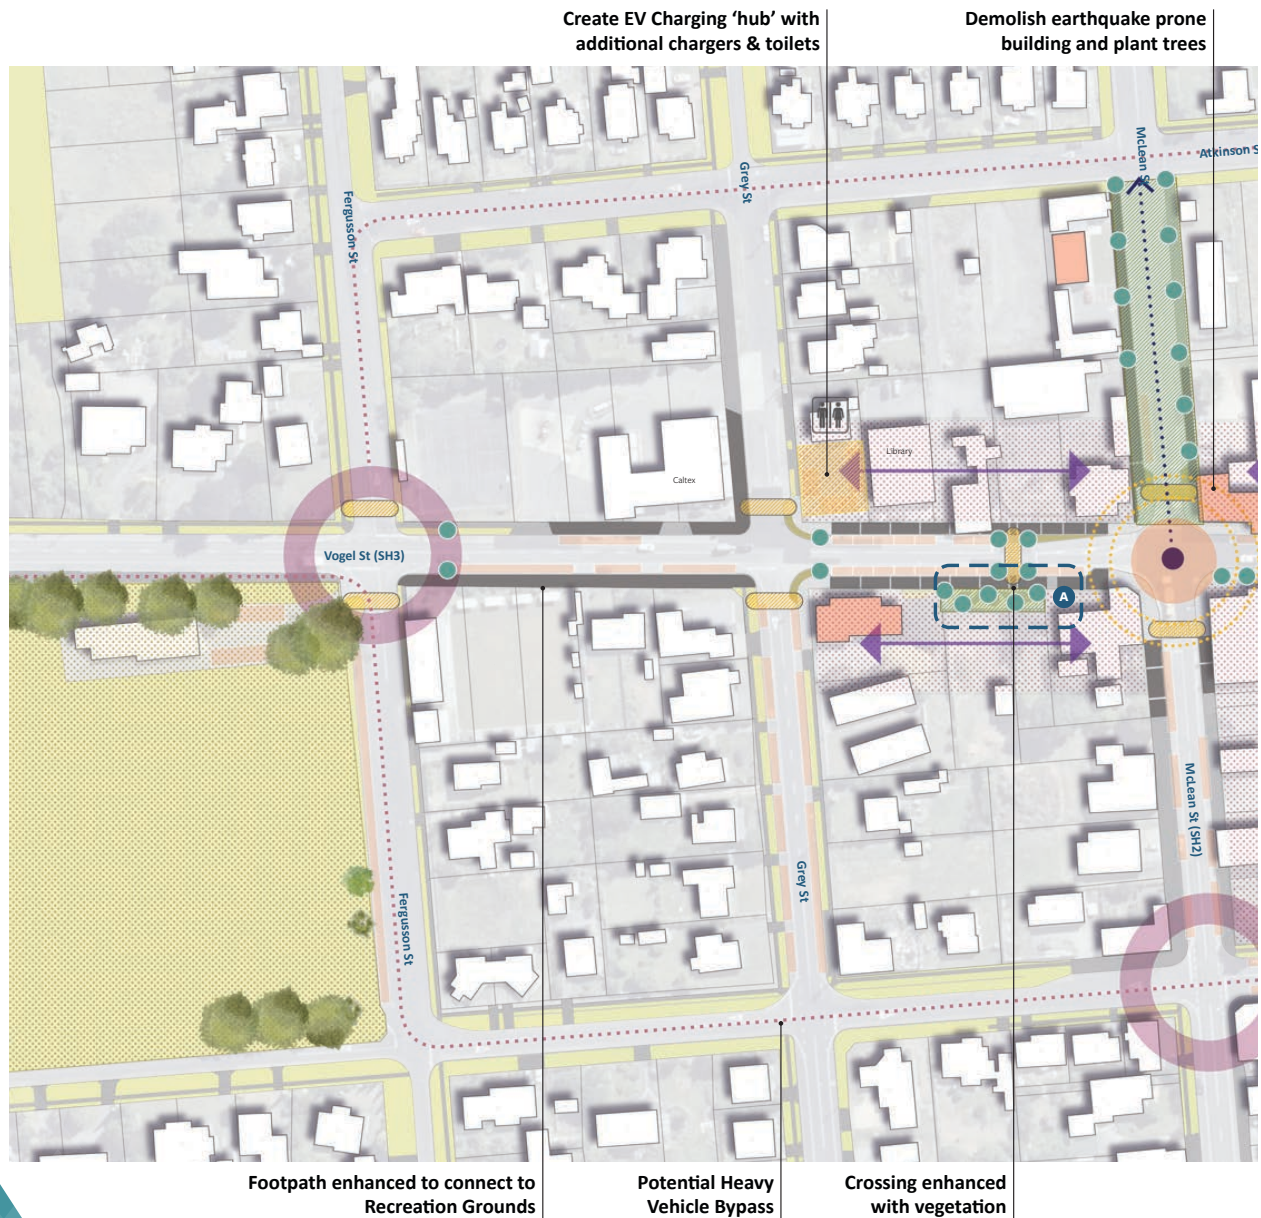 Create EV Charging ‘hub’ with
additional chargers & toilets
Demolish earthquake prone
building and plant trees
McLean St
Atkinson S
Grey St
Fergusson St
Library
Caltex
Vogel St (SH3)
A
McLean St (SH2)
Grey St
Fergusson St
Footpath enhanced to connect to
Recreation Grounds
Potential Heavy
Vehicle Bypass
Crossing enhanced
with vegetation